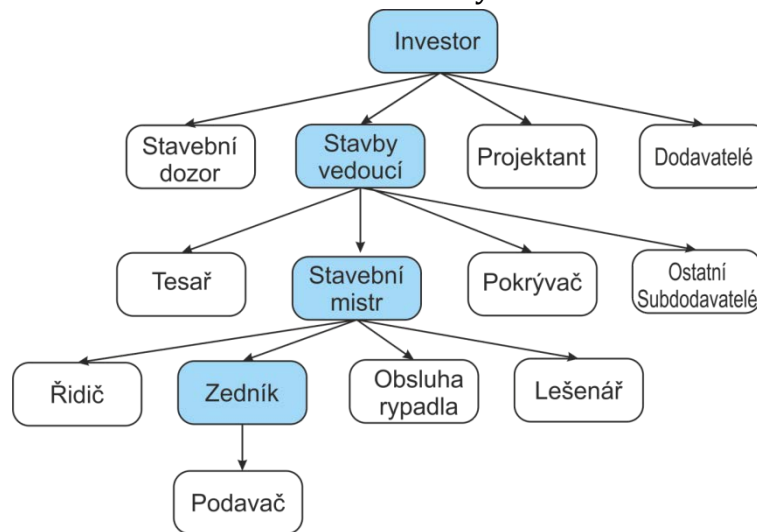 Investor
Stavební
dozor
Stavby
vedoucí
Projektant
Dodavatelé
Tesař
Stavební
mistr
Pokrývač
Ostatní
Subdodavatelé
Řidič
Zedník
Obsluha
rypadla
Lešenář
Podavač